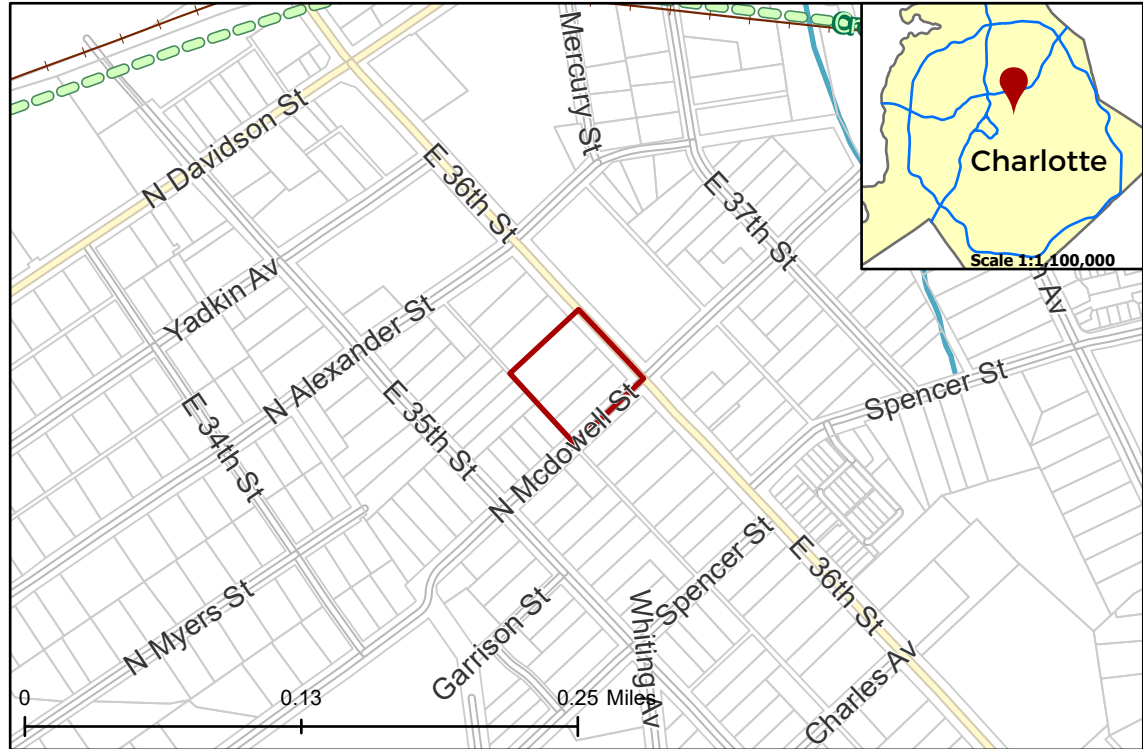 Mercury St
N Davidson St
E 36th St
E 37th St
Charlotte
Scale 1:1,100,000
Av
Yadkin Av
N Alexander St
E 35th St
E 34th St
N Mcdowell St
Spencer St
Spencer St
E 36th St
N Myers St
Garrison St
Whiting Av
Charles Av
0
0.13
0.25 Miles